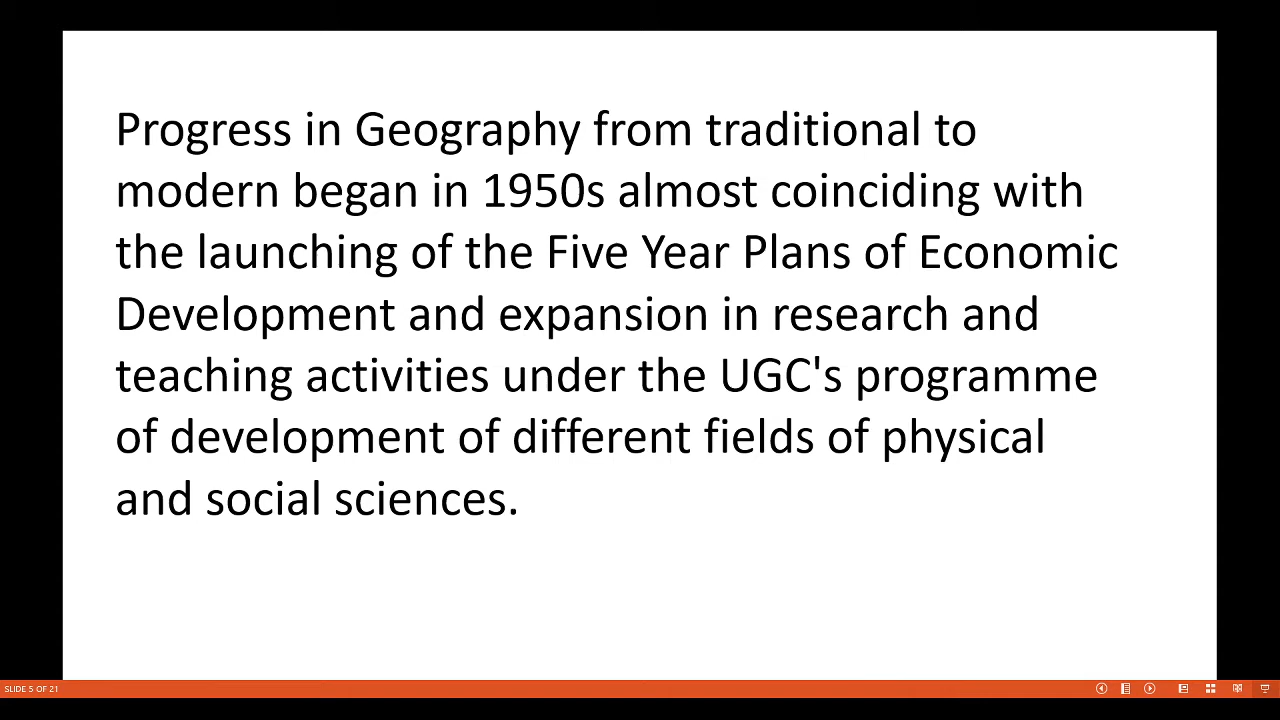 Progress in Geography from traditional to
modern began in 1950s almost coinciding with
the launching of the Five Year Plans of Economic
Development and expansion in research and
teaching activities under the UGC's programme
of development of different fields of physical
and social sciences.
SLIDE 5 OF 21